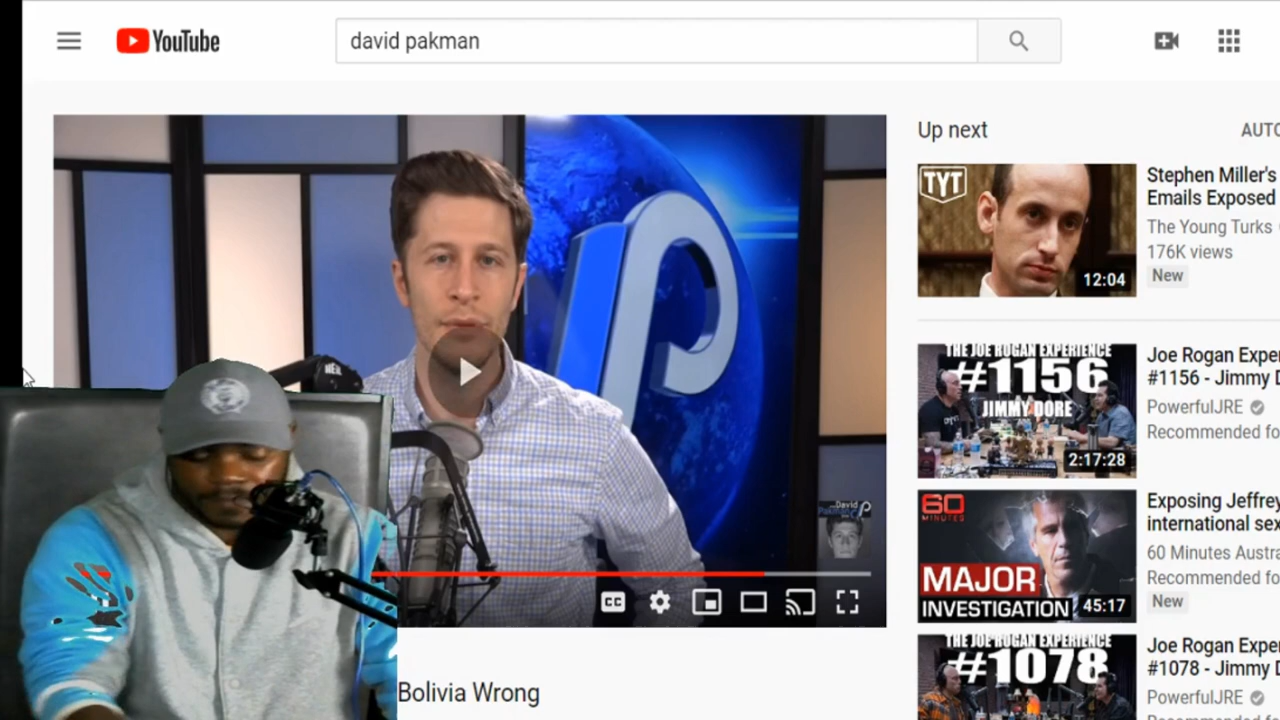 YouTube
david pakman
Up next
AUTO
TYT
12:04
Stephen Miller's
Emails Exposed
The Young Turks
176K views
New
THE JOE ROGAN EXPERIENCE
#1156
JIMMY DORE
2:17:28
Joe Rogan Exper
#1156 - Jimmy D
PowerfulJRE
Recommended fo
60
MINUTES
MAJOR
INVESTIGATION
45:17
Exposing Jeffrey
international sex
60 Minutes Austra
Recommended fo
New
THE JOE ROGAN EXPERIENCE
#1078
Joe Rogan Exper
#1078 - Jimmy D
PowerfulJRE
David
Pakman
CC
Bolivia Wrong